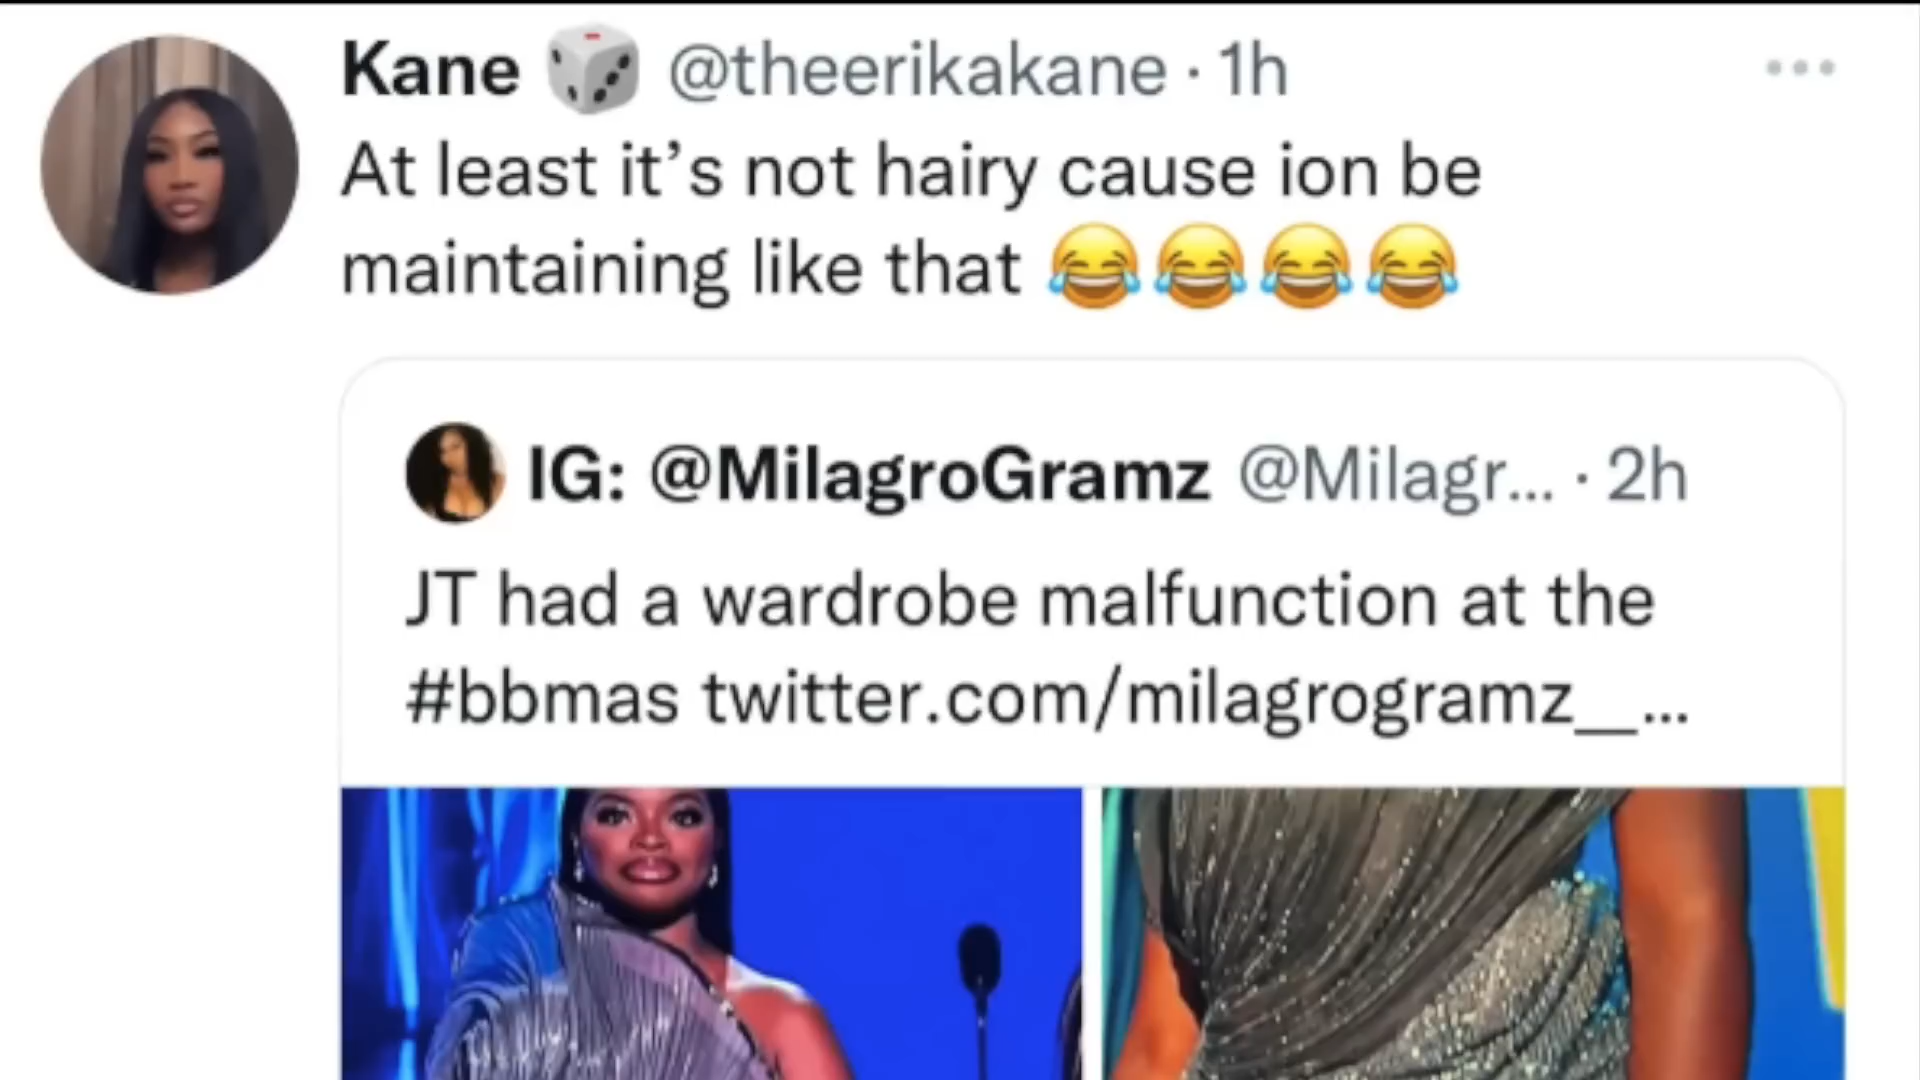 Kane 🎲 @theerikakane · 1h
At least it’s not hairy cause ion be
maintaining like that 😂😂😂😂
IG: @MilagroGramz @Milagr... · 2h
JT had a wardrobe malfunction at the
#bbmas twitter.com/milagrogramz__...